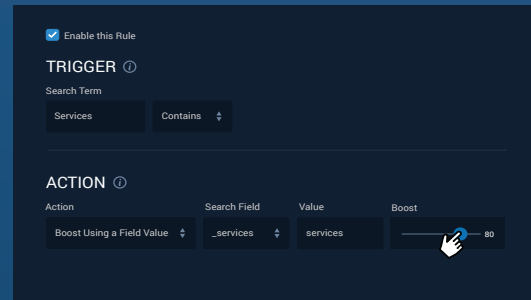 Enable this Rule
TRIGGER
Search Term
Services Contains
ACTION
Action Search Field Value Boost
Boost Using a Field Value _services services 80